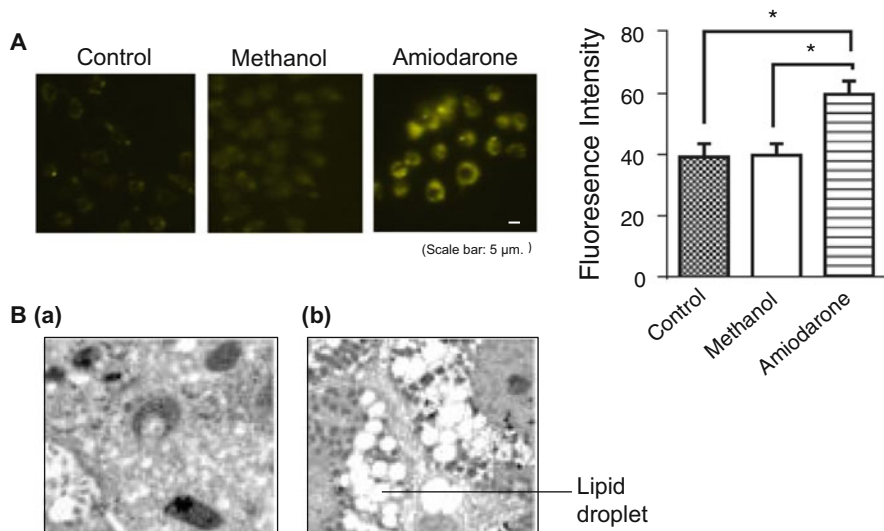 A
Control
Methanol
Amiodarone
(Scale bar: 5 µm. )
*
*
Fluoresence Intensity
80
60
40
20
0
Control
Methanol
Amiodarone
B (a)
(b)
Lipid
droplet